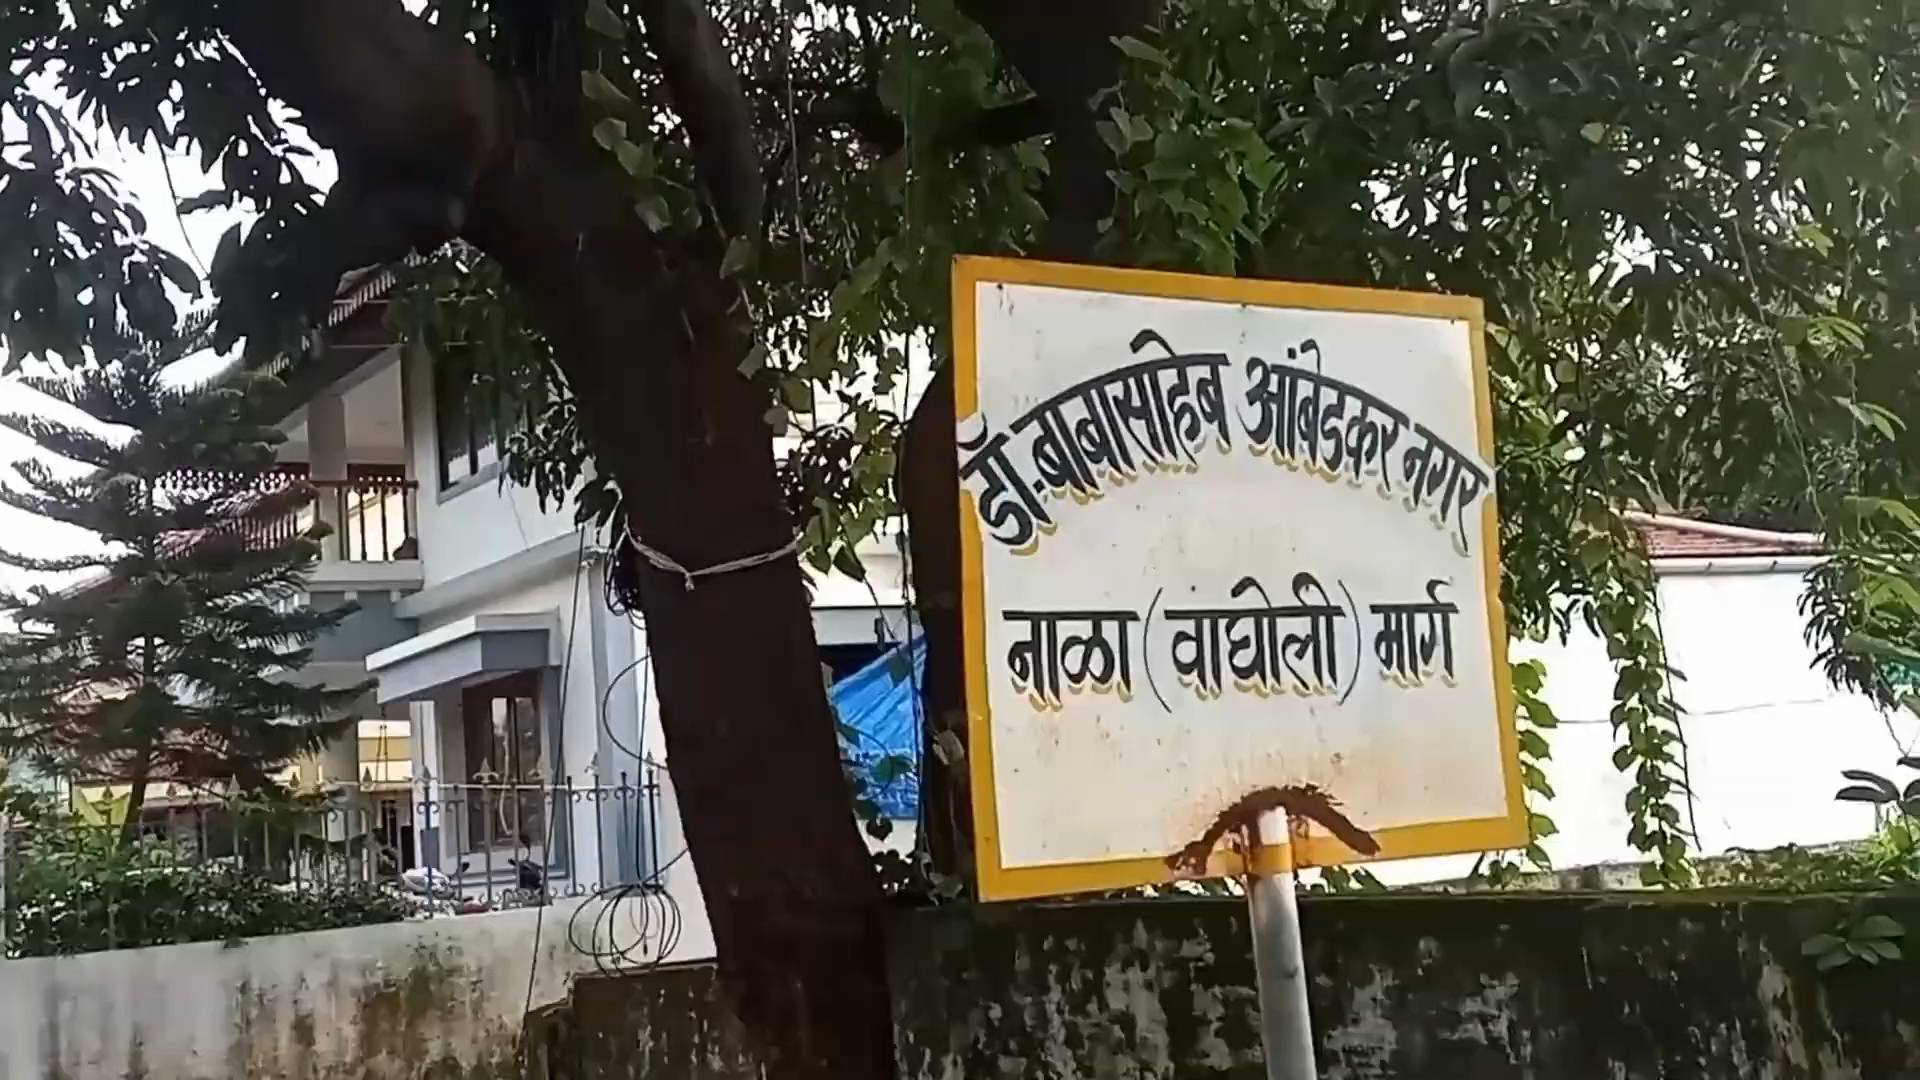 डॉ. बाबासाहेब आंबेडकर नगर
नाळा (वाघोली) मार्ग